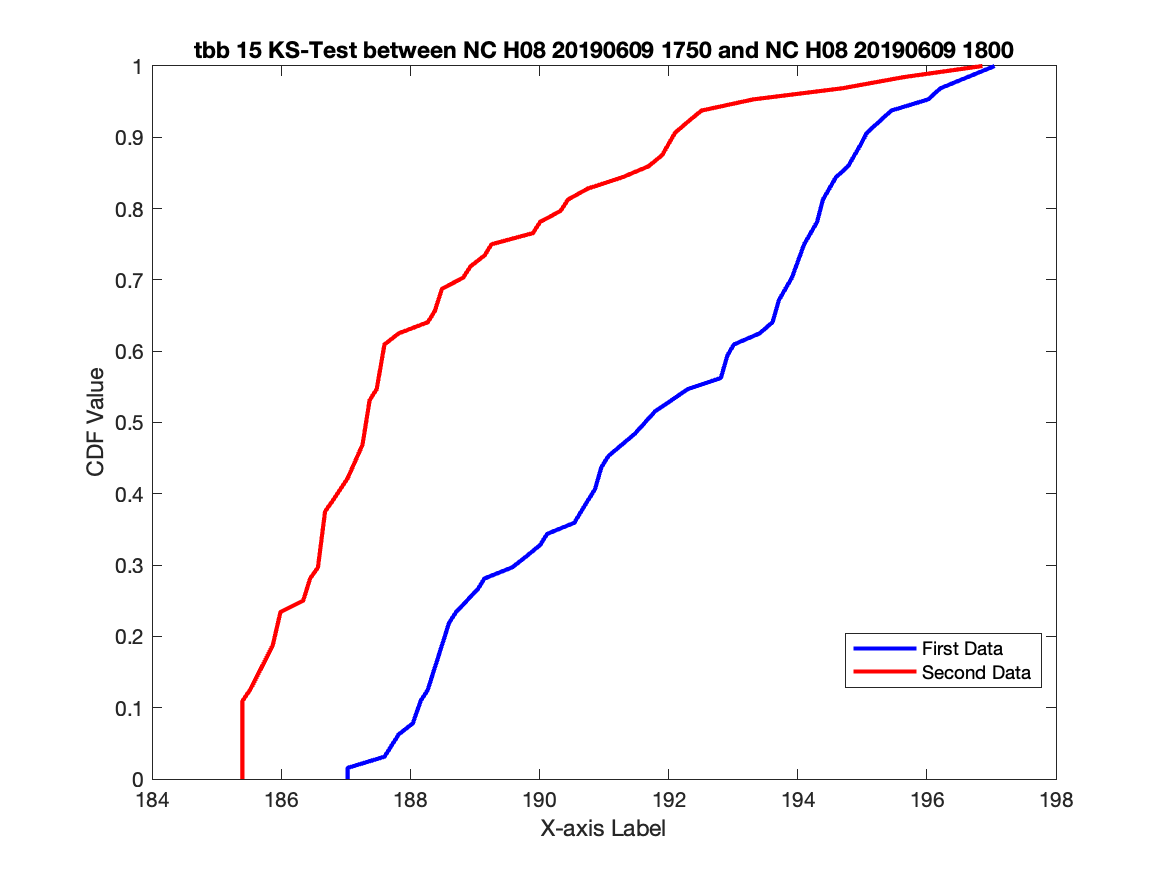 tbb 15 KS-Test between NC H08 20190609 1750 and NC H08 20190609 1800
1
0.9
0.8
0.7
0.6
0.5
0.4
0.3
0.2
0.1
0
CDF Value
First Data
Second Data
184 186 188 190 192 194 196 198
X-axis Label